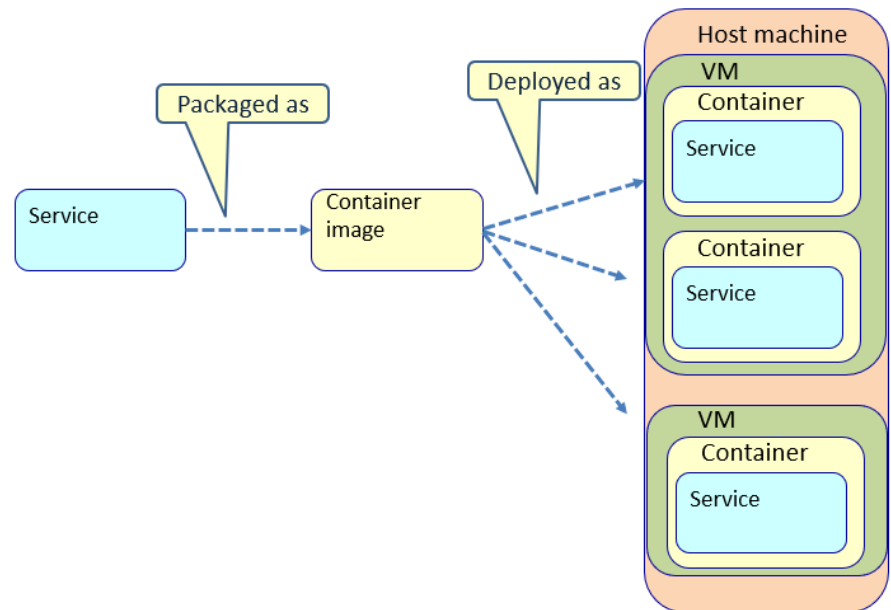 Host machine
VM
Deployed as
Packaged as
Container
Service
Service
Container
image
Container
Service
VM
Container
Service